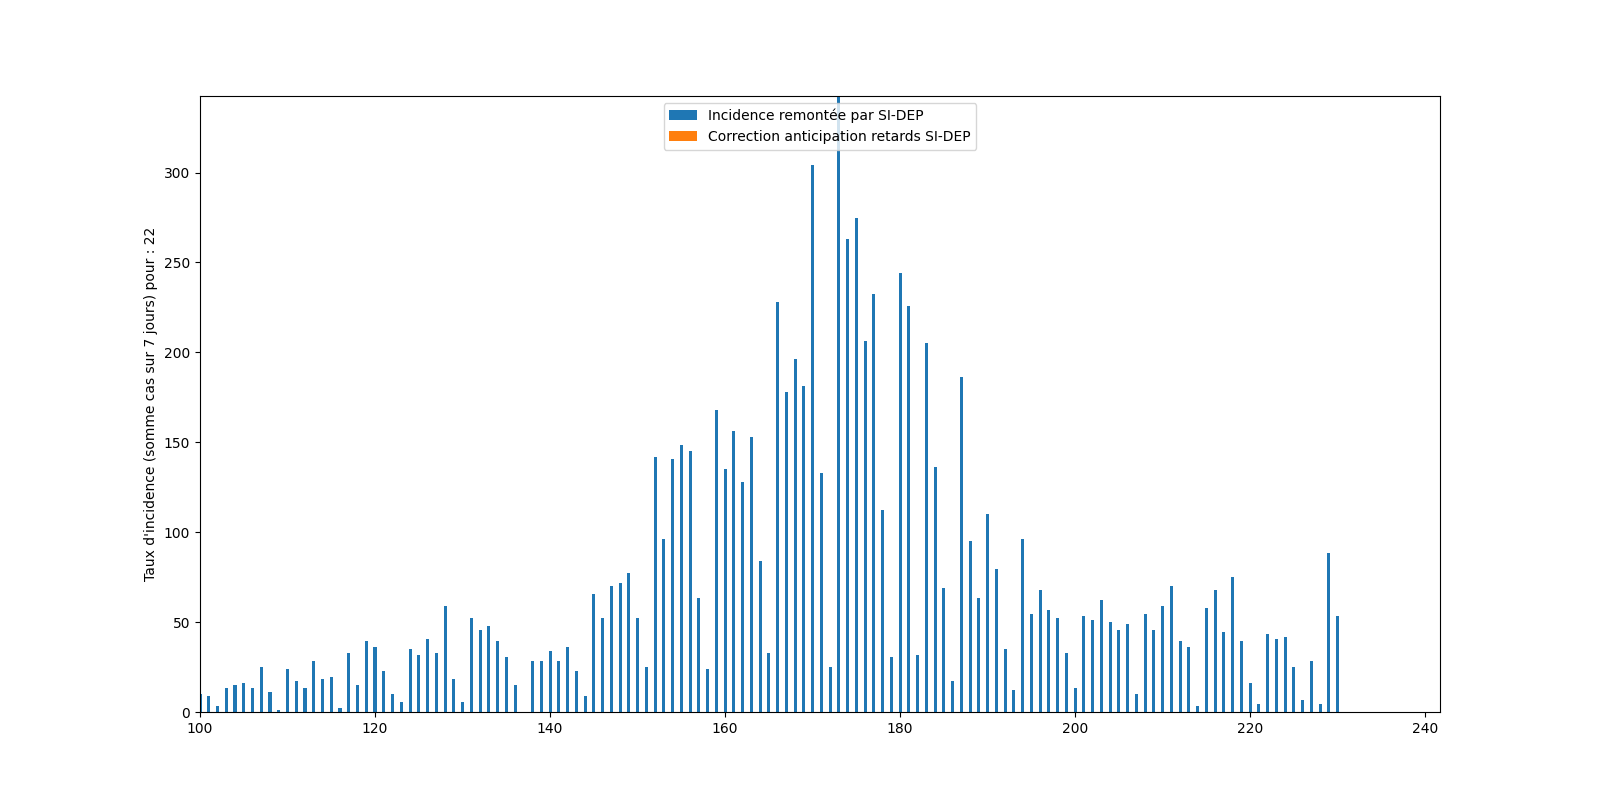 Incidence remontée par SI-DEP
Correction anticipation retards SI-DEP
Taux d'incidence (somme cas sur 7 jours) pour : 22
300
250
200
150
100
50
0
100 120 140 160 180 200 220 240